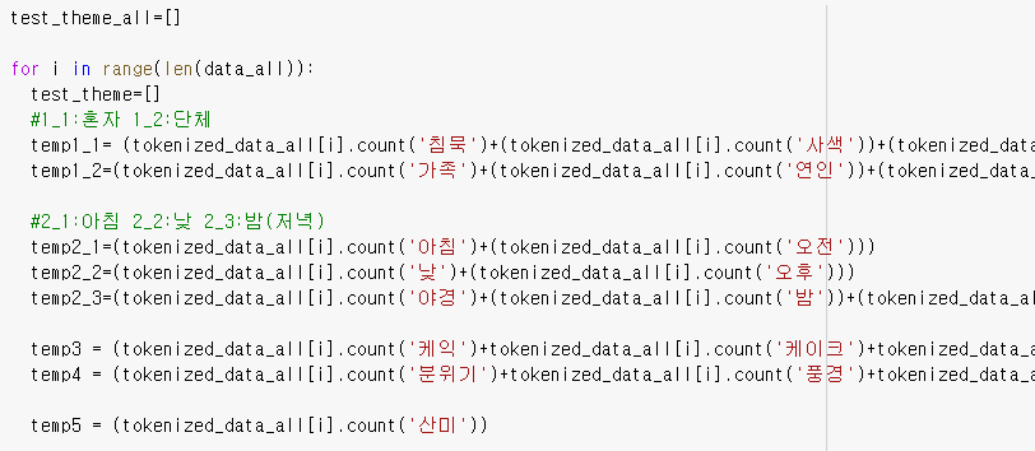 test_theme_all=[]
for i in range(len(data_all)):
test_theme=[]
#1_1:혼자 1_2:단체
temp1_1= (tokenized_data_all[i].count('침묵')+(tokenized_data_all[i].count('사색'))+(tokenized_data
temp1_2=(tokenized_data_all[i].count('가족')+(tokenized_data_all[i].count('연인'))+(tokenized_data_
#2_1:아침 2_2:낮 2_3:밤(저녁)
temp2_1=(tokenized_data_all[i].count('아침')+(tokenized_data_all[i].count('오전')))
temp2_2=(tokenized_data_all[i].count('낮')+(tokenized_data_all[i].count('오후')))
temp2_3=(tokenized_data_all[i].count('야경')+(tokenized_data_all[i].count('밤'))+(tokenized_data_al
temp3 = (tokenized_data_all[i].count('케익')+tokenized_data_all[i].count('케이크')+tokenized_data_a
temp4 = (tokenized_data_all[i].count('분위기')+tokenized_data_all[i].count('풍경')+tokenized_data_a
temp5 = (tokenized_data_all[i].count('산미'))